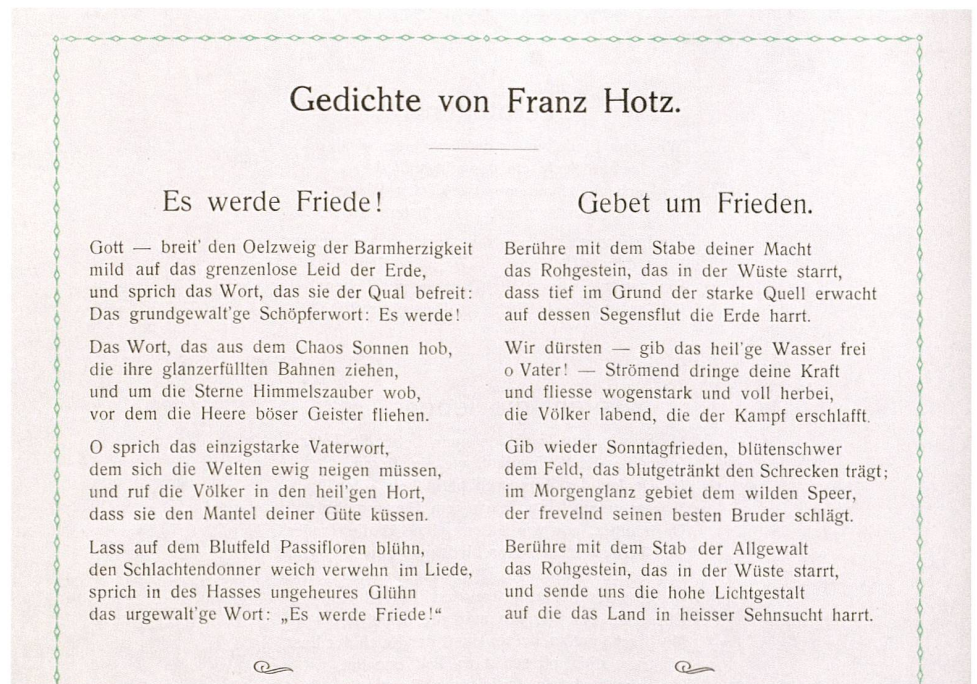 Gedichte von Franz Hotz.
Es werde Friede!
Gott — breit' den Oelzweig der Barmherzigkeit
mild auf das grenzenlose Leid der Erde,
und sprich das Wort, das sie der Qual befreit:
Das grundgewalt'ge Schöpferwort: Es werde!
Das Wort, das aus dem Chaos Sonnen hob,
die ihre glanzerfüllten Bahnen ziehen,
und um die Sterne Himmelszauber wob,
vor dem die Heere böser Geister fliehen.
O sprich das einzigstarke Vaterwort,
dem sich die Welten ewig neigen müssen,
und ruf die Völker in den heil'gen Hort,
dass sie den Mantel deiner Güte küssen.
Lass auf dem Blutfeld Passifloren blühn,
den Schlachtendonner weich verwehn im Liede,
sprich in des Hasses ungeheures Glühn
das urgewalt'ge Wort: „Es werde Friede!“
Gebet um Frieden.
Berühre mit dem Stabe deiner Macht
das Rohgestein, das in der Wüste starrt,
dass tief im Grund der starke Quell erwacht
auf dessen Segensflut die Erde harrt.
Wir dürsten — gib das heil'ge Wasser frei
o Vater! — Strömend dringe deine Kraft
und fliesse wogenstark und voll herbei,
die Völker labend, die der Kampf erschlafft.
Gib wieder Sonntagfrieden, blütenschwer
dem Feld, das blutgetränkt den Schrecken trägt;
im Morgenglanz gebiet dem wilden Speer,
der frevelnd seinen besten Bruder schlägt.
Berühre mit dem Stab der Allgewalt
das Rohgestein, das in der Wüste starrt,
und sende uns die hohe Lichtgestalt
auf die das Land in heisser Sehnsucht harrt.